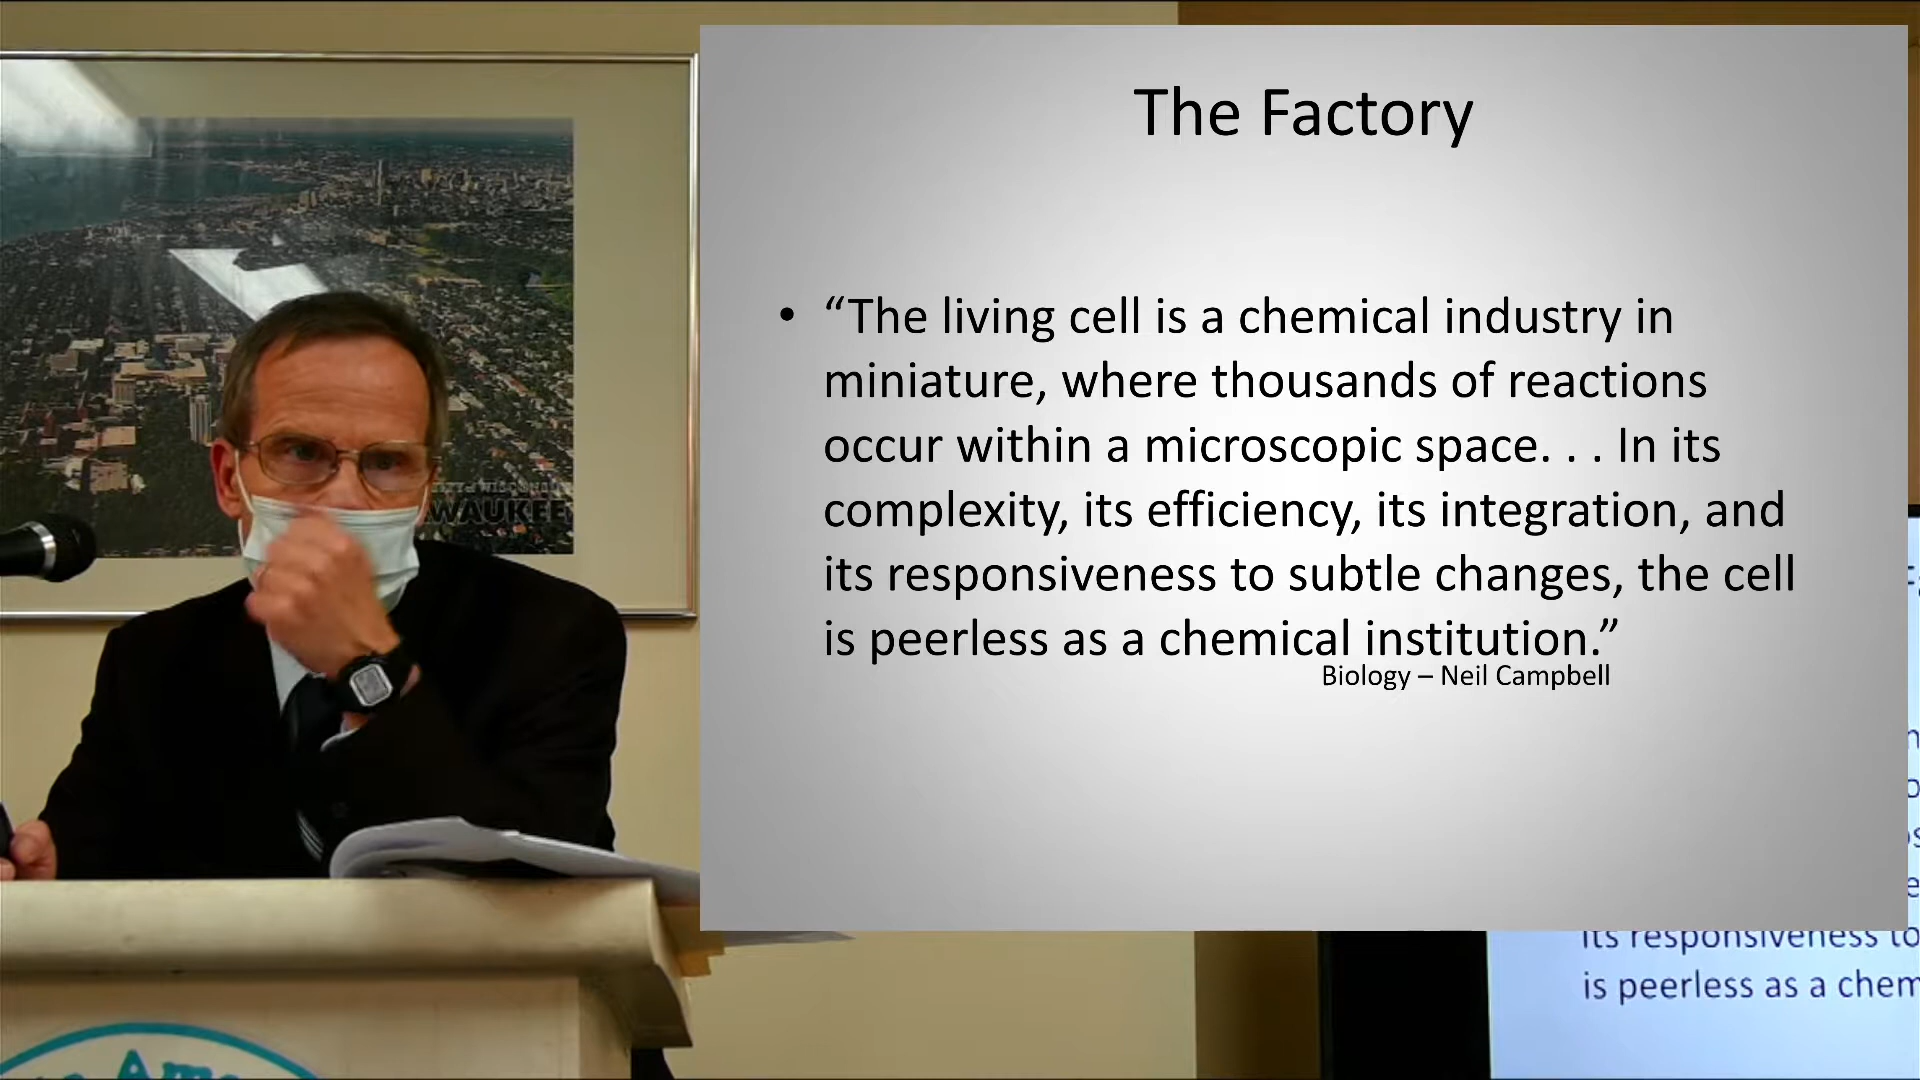 The Factory
• “The living cell is a chemical industry in
miniature, where thousands of reactions
occur within a microscopic space. . . In its
complexity, its efficiency, its integration, and
its responsiveness to subtle changes, the cell
is peerless as a chemical institution.”
Biology – Neil Campbell
WAUKEE
its responsiveness to
is peerless as a chem